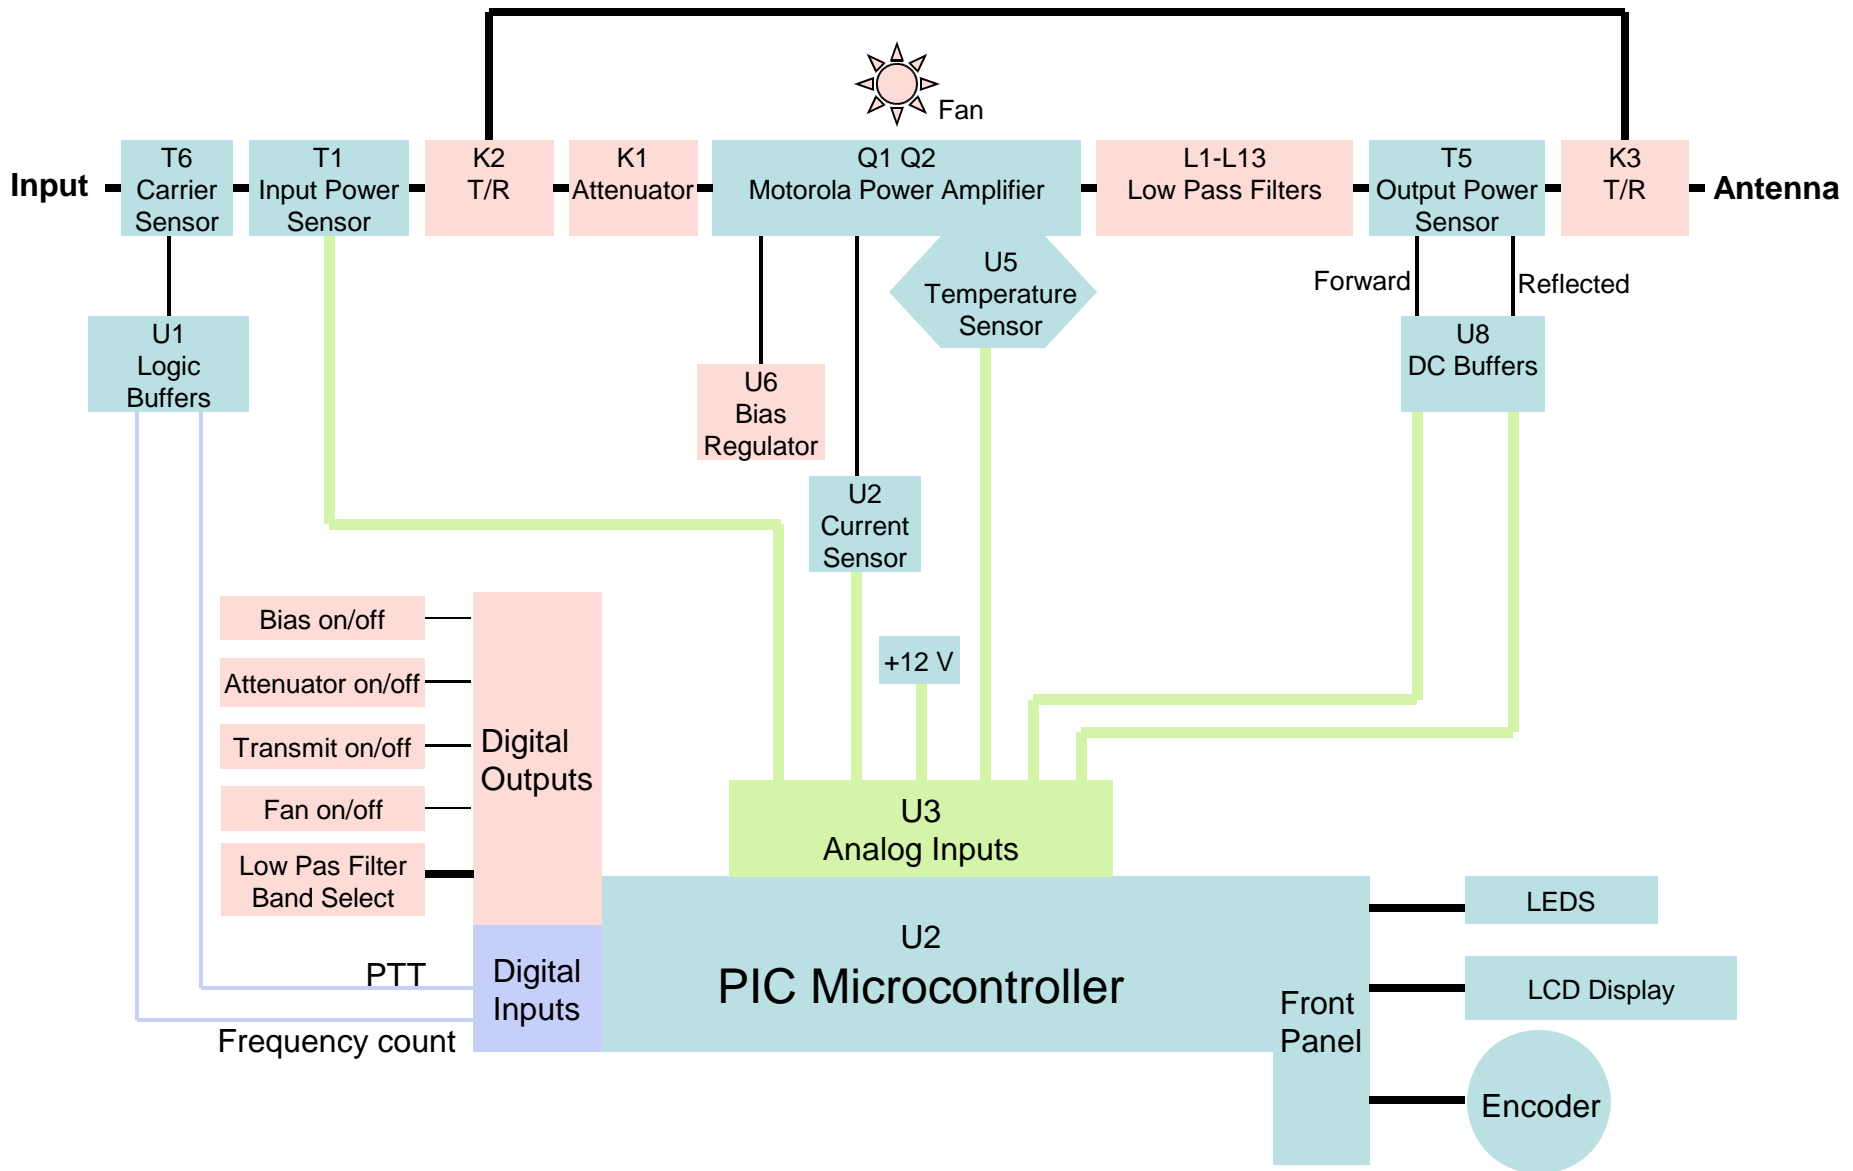 Fan
Input
T6
Carrier
Sensor
T1
Input Power
Sensor
K2
T/R
K1
Attenuator
Q1 Q2
Motorola Power Amplifier
L1-L13
Low Pass Filters
T5
Output Power
Sensor
K3
T/R
Antenna
U5
Temperature
Sensor
Forward
Reflected
U1
Logic
Buffers
U6
Bias
Regulator
U8
DC Buffers
U2
Current
Sensor
Bias on/off
Attenuator on/off
Transmit on/off
Fan on/off
Low Pas Filter
Band Select
Digital
Outputs
+12 V
U3
Analog Inputs
PTT
Frequency count
Digital
Inputs
U2
PIC Microcontroller
Front
Panel
LEDS
LCD Display
Encoder